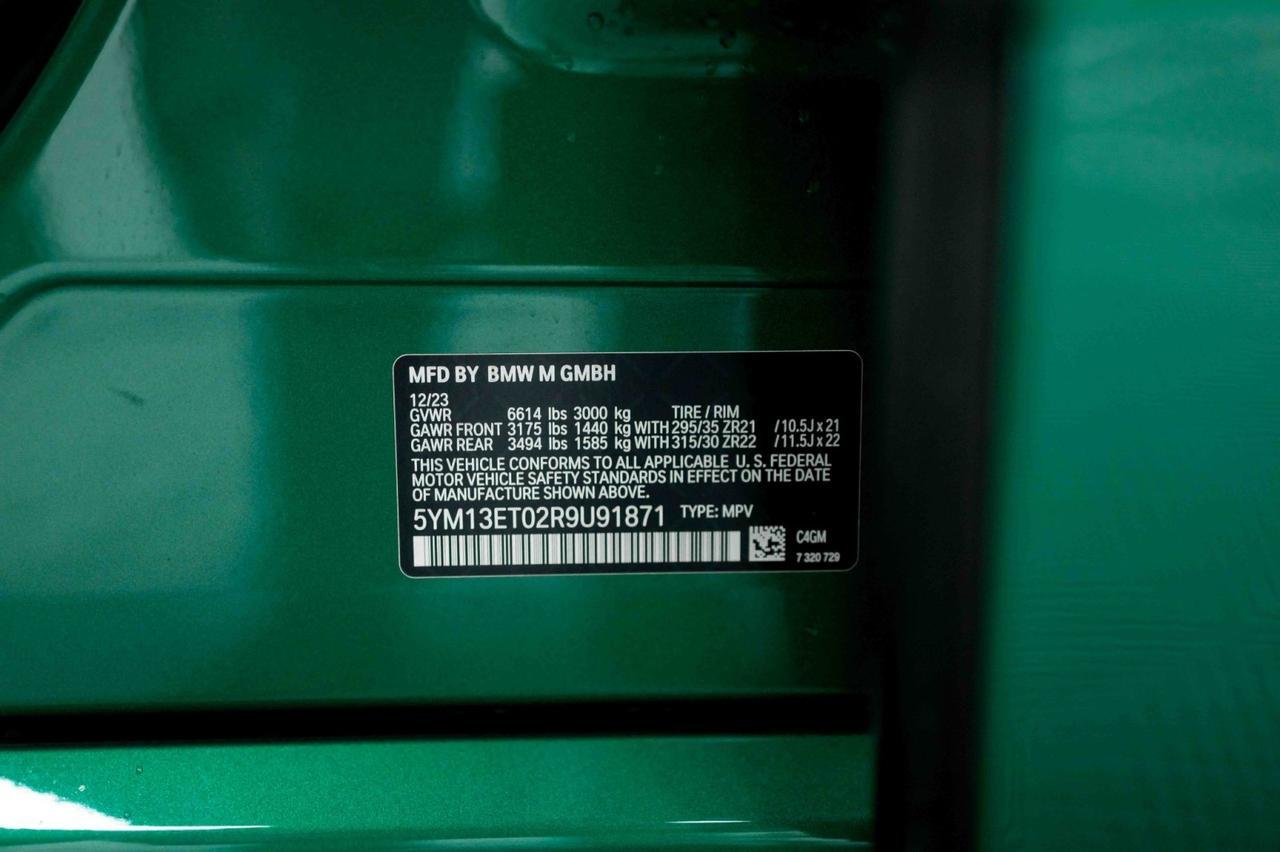 MFD BY BMW M GMBH
12/23
GVWR 6614 lbs 3000 kg TIRE / RIM
GAWR FRONT 3175 lbs 1440 kg WITH 295/35 ZR21 / 10.5J x 21
GAWR REAR 3494 lbs 1585 kg WITH 315/30 ZR22 / 11.5J x 22
THIS VEHICLE CONFORMS TO ALL APPLICABLE U. S. FEDERAL
MOTOR VEHICLE SAFETY STANDARDS IN EFFECT ON THE DATE
OF MANUFACTURE SHOWN ABOVE.
5YM13ET02R9U91871 TYPE: MPV
C4GM
7 320 729